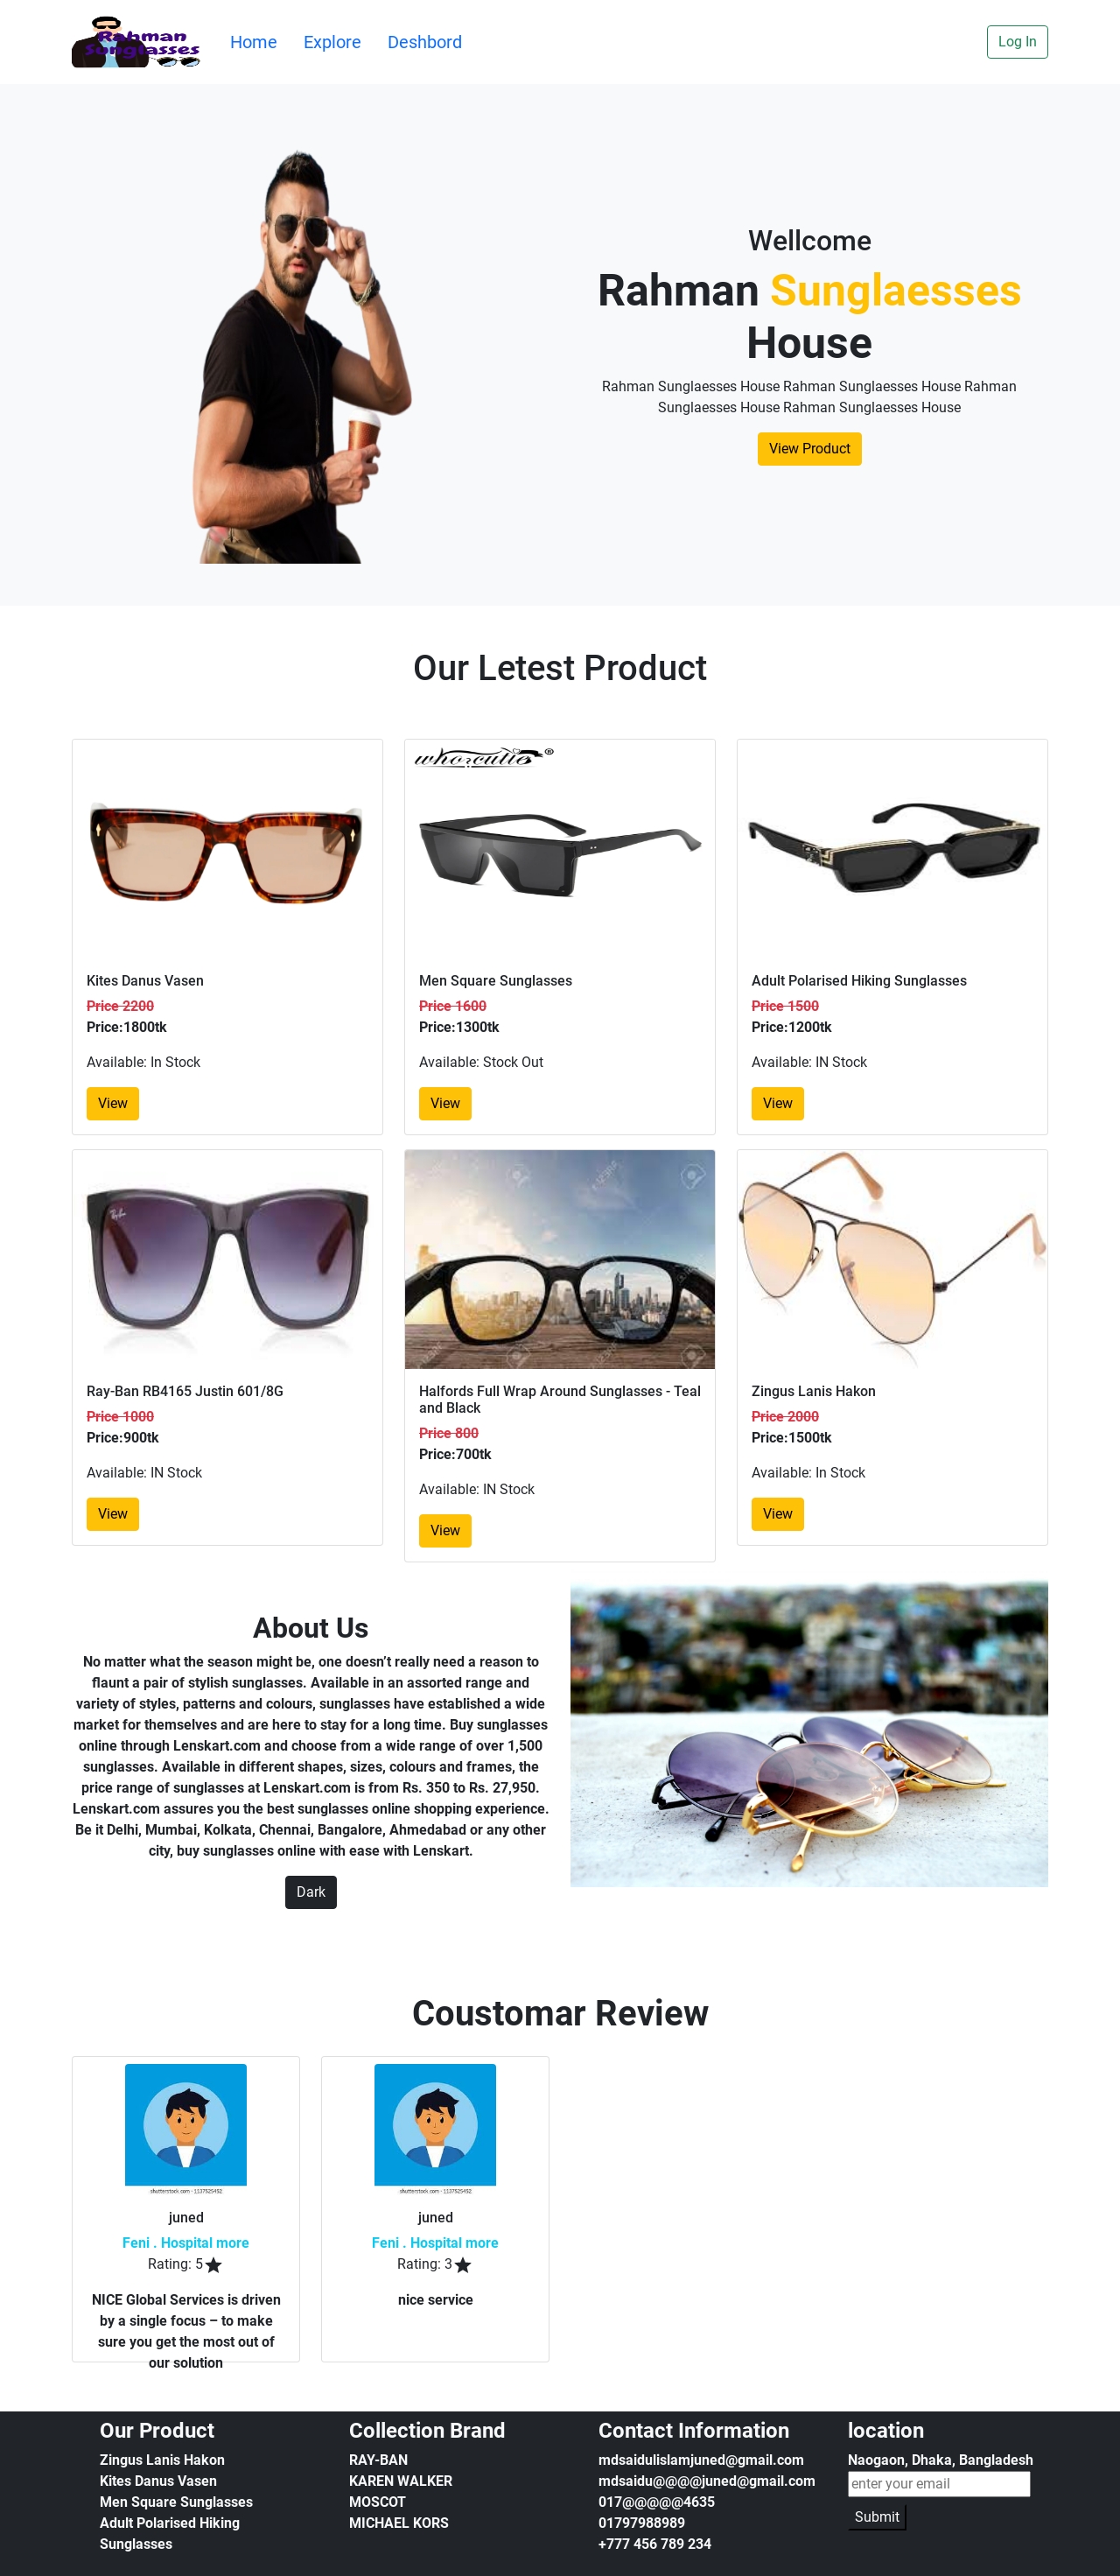 Rahman
Sunglasses
Home Explore Deshbord
Log In
Wellcome
Rahman Sunglaesses
House
Rahman Sunglaesses House Rahman Sunglaesses House Rahman
Sunglaesses House Rahman Sunglaesses House
View Product
Our Letest Product
Kites Danus Vasen
Price 2200
Price:1800tk
Available: In Stock
View
whoscutie®
Men Square Sunglasses
Price 1600
Price:1300tk
Available: Stock Out
View
Adult Polarised Hiking Sunglasses
Price 1500
Price:1200tk
Available: IN Stock
View
Ray-Ban
Ray-Ban RB4165 Justin 601/8G
Price 1000
Price:900tk
Available: IN Stock
View
Halfords Full Wrap Around Sunglasses - Teal
and Black
Price 800
Price:700tk
Available: IN Stock
View
Zingus Lanis Hakon
Price 2000
Price:1500tk
Available: In Stock
View
About Us
No matter what the season might be, one doesn’t really need a reason to
flaunt a pair of stylish sunglasses. Available in an assorted range and
variety of styles, patterns and colours, sunglasses have established a wide
market for themselves and are here to stay for a long time. Buy sunglasses
online through Lenskart.com and choose from a wide range of over 1,500
sunglasses. Available in different shapes, sizes, colours and frames, the
price range of sunglasses at Lenskart.com is from Rs. 350 to Rs. 27,950.
Lenskart.com assures you the best sunglasses online shopping experience.
Be it Delhi, Mumbai, Kolkata, Chennai, Bangalore, Ahmedabad or any other
city, buy sunglasses online with ease with Lenskart.
Dark
Coustomar Review
shutterstock.com · 1137625492
juned
Feni . Hospital more
Rating: 5
NICE Global Services is driven
by a single focus – to make
sure you get the most out of
our solution
shutterstock.com · 1137625492
juned
Feni . Hospital more
Rating: 3
nice service
Our Product
Zingus Lanis Hakon
Kites Danus Vasen
Men Square Sunglasses
Adult Polarised Hiking
Sunglasses
Collection Brand
RAY-BAN
KAREN WALKER
MOSCOT
MICHAEL KORS
Contact Information
mdsaidulislamjuned@gmail.com
mdsaidu@@@@juned@gmail.com
017@@@@@4635
01797988989
+777 456 789 234
location
Naogaon, Dhaka, Bangladesh
enter your email
Submit